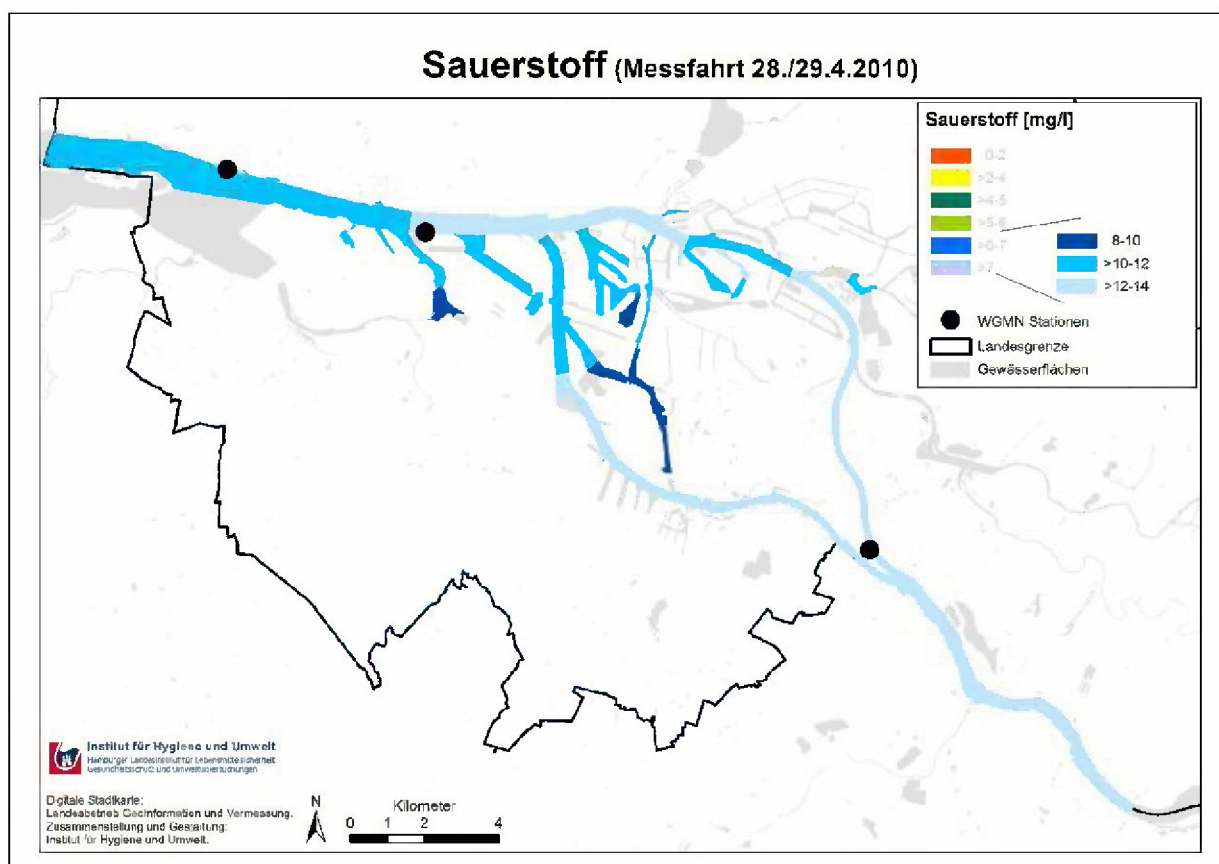 Sauerstoff (Messfahrt 28./29.4.2010)
Sauerstoff [mg/l]
0-2
>2-4
>4-5
>5-6
>6-7
>7
8-10
>10-12
>12-14
WGMN Stationen
Landesgrenze
Gewässerflächen
Institut für Hygiene und Umwelt
Hamburger Landesinstitut für Lebensmittelsicherheit
Gesundheitsschutz und Umweltuntersuchungen
Digitale Stadtkarte:
Landesbetrieb Geoinformation und Vermessung.
Zusammenstellung und Gestaltung:
Institut für Hygiene und Umwelt.
N
Kilometer
0 1 2 4